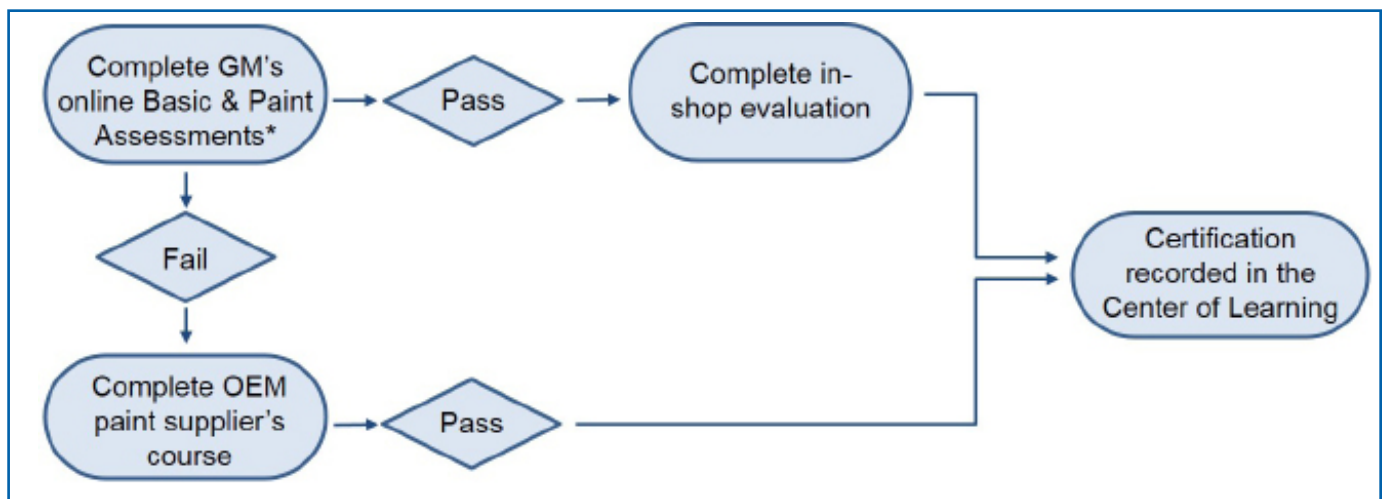 Complete GM's
online Basic & Paint
Assessments*
Pass
Complete in-
shop evaluation
Fail
Certification
recorded in the
Center of Learning
Complete OEM
paint supplier's
course
Pass